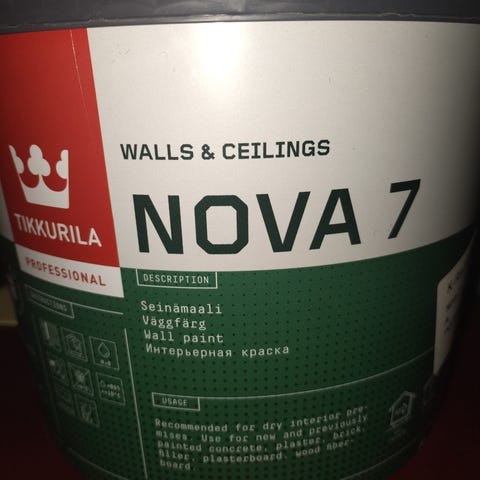 WALLS & CEILINGS
NOVA 7
TIKKURILA
PROFESSIONAL
DESCRIPTION
Seinämaali
Väggfärg
Wall paint
Интерьерная краска
USAGE
Recommended for dry interior pre-
mises. Use for new and previously
painted concrete, plaster, brick,
filler, plasterboard, wood fiber-
board.